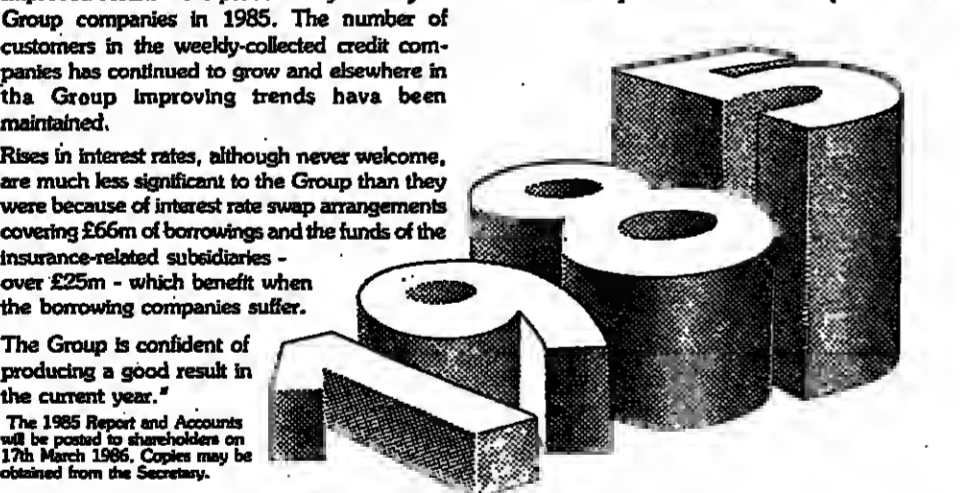 Group companies in 1985. The number of
customers in the weekly-collected credit com-
panies has continued to grow and elsewhere in
tha Group improving trends hava been
maintained.
Rises in interest rates, although never welcome,
are much less significant to the Group than they
were because of interest rate swap arrangements
covering £66m of borrowings and the funds of the
insurance-related subsidiaries -
over £25m - which benefit when
the borrowing companies suffer.
The Group is confident of
producing a good result in
the current year."
The 1985 Report and Accounts
will be posted to shareholders on
17th March 1986. Copies may be
obtained from the Secretary.
1985